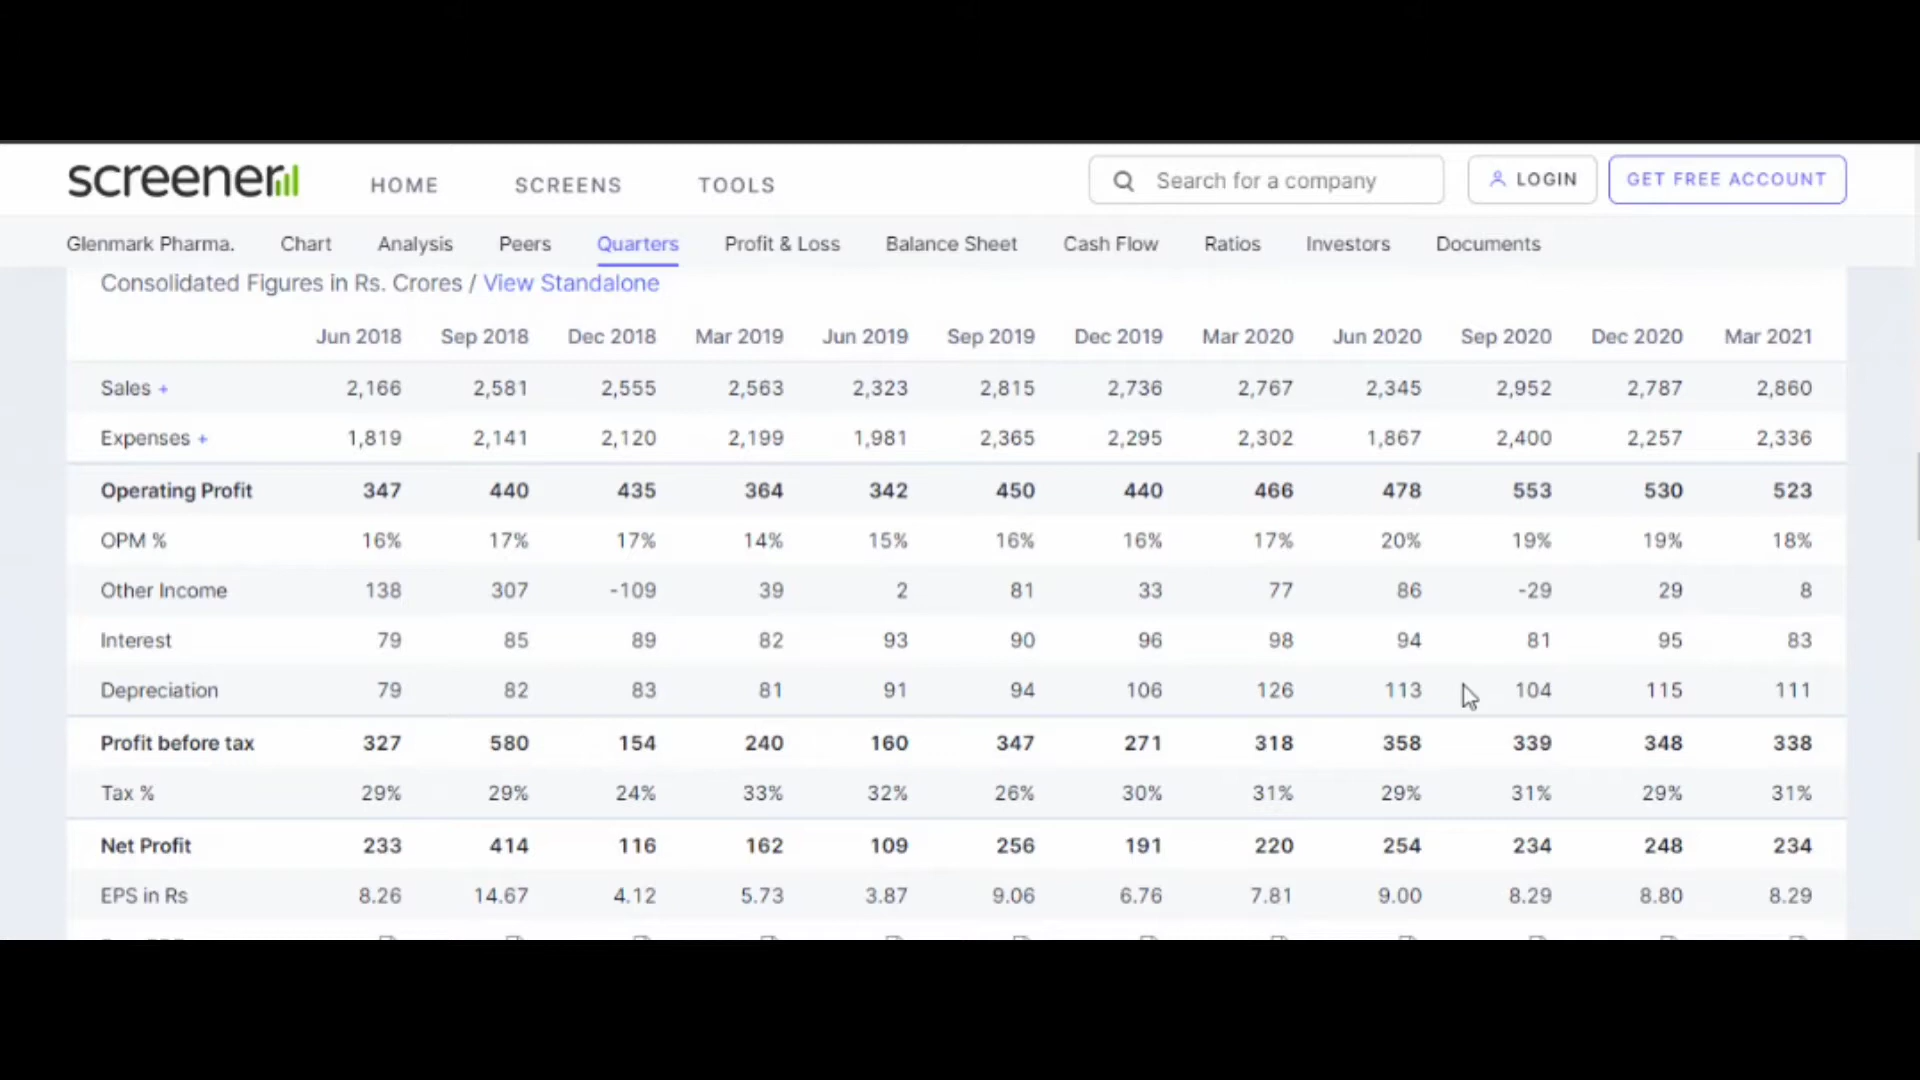 screener HOME SCREENS TOOLS Search for a company LOGIN GET FREE ACCOUNT
Glenmark Pharma. Chart Analysis Peers Quarters Profit & Loss Balance Sheet Cash Flow Ratios Investors Documents
Consolidated Figures in Rs. Crores / View Standalone
Jun 2018 Sep 2018 Dec 2018 Mar 2019 Jun 2019 Sep 2019 Dec 2019 Mar 2020 Jun 2020 Sep 2020 Dec 2020 Mar 2021
Sales + 2,166 2,581 2,555 2,563 2,323 2,815 2,736 2,767 2,345 2,952 2,787 2,860
Expenses + 1,819 2,141 2,120 2,199 1,981 2,365 2,295 2,302 1,867 2,400 2,257 2,336
Operating Profit 347 440 435 364 342 450 440 466 478 553 530 523
OPM % 16% 17% 17% 14% 15% 16% 16% 17% 20% 19% 19% 18%
Other Income 138 307 -109 39 2 81 33 77 86 -29 29 8
Interest 79 85 89 82 93 90 96 98 94 81 95 83
Depreciation 79 82 83 81 91 94 106 126 113 104 115 111
Profit before tax 327 580 154 240 160 347 271 318 358 339 348 338
Tax % 29% 29% 24% 33% 32% 26% 30% 31% 29% 31% 29% 31%
Net Profit 233 414 116 162 109 256 191 220 254 234 248 234
EPS in Rs 8.26 14.67 4.12 5.73 3.87 9.06 6.76 7.81 9.00 8.29 8.80 8.29